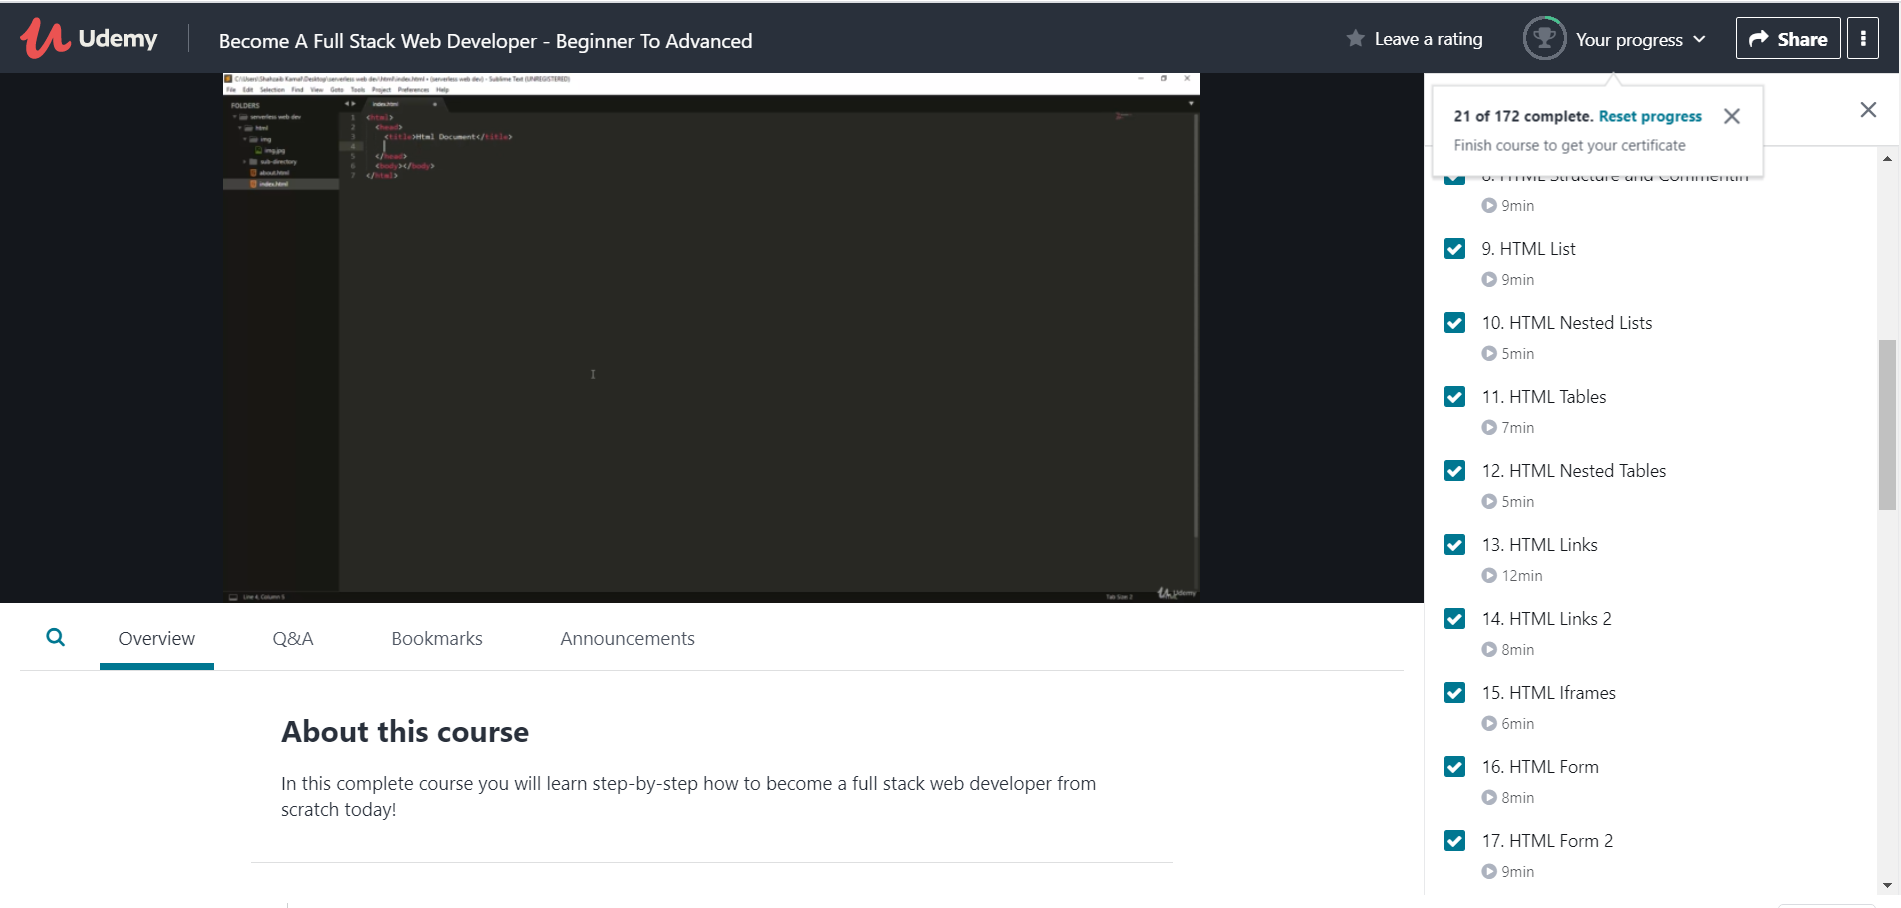 Udemy
Become A Full Stack Web Developer - Beginner To Advanced
Leave a rating
Your progress
Share
C:\Users\Shahzaib Kamal\Desktop\serverless web dev\html\index.html • (serverless web dev) - Sublime Text (UNREGISTERED)
File Edit Selection Find View Goto Tools Project Preferences Help
FOLDERS
serverless web dev
html
img
img.jpg
sub-directory
about.html
index.html
index.html
1 <html>
2 <head>
3 <title>Html Document</title>
4
5 </head>
6 <body></body>
7 </html>
Line 4, Column 5
Tab Size: 2
Udemy
21 of 172 complete. Reset progress
Finish course to get your certificate
8. HTML Structure and Commentin
9min
9. HTML List
9min
10. HTML Nested Lists
5min
11. HTML Tables
7min
12. HTML Nested Tables
5min
13. HTML Links
12min
14. HTML Links 2
8min
15. HTML Iframes
6min
16. HTML Form
8min
17. HTML Form 2
9min
Overview
Q&A
Bookmarks
Announcements
About this course
In this complete course you will learn step-by-step how to become a full stack web developer from
scratch today!